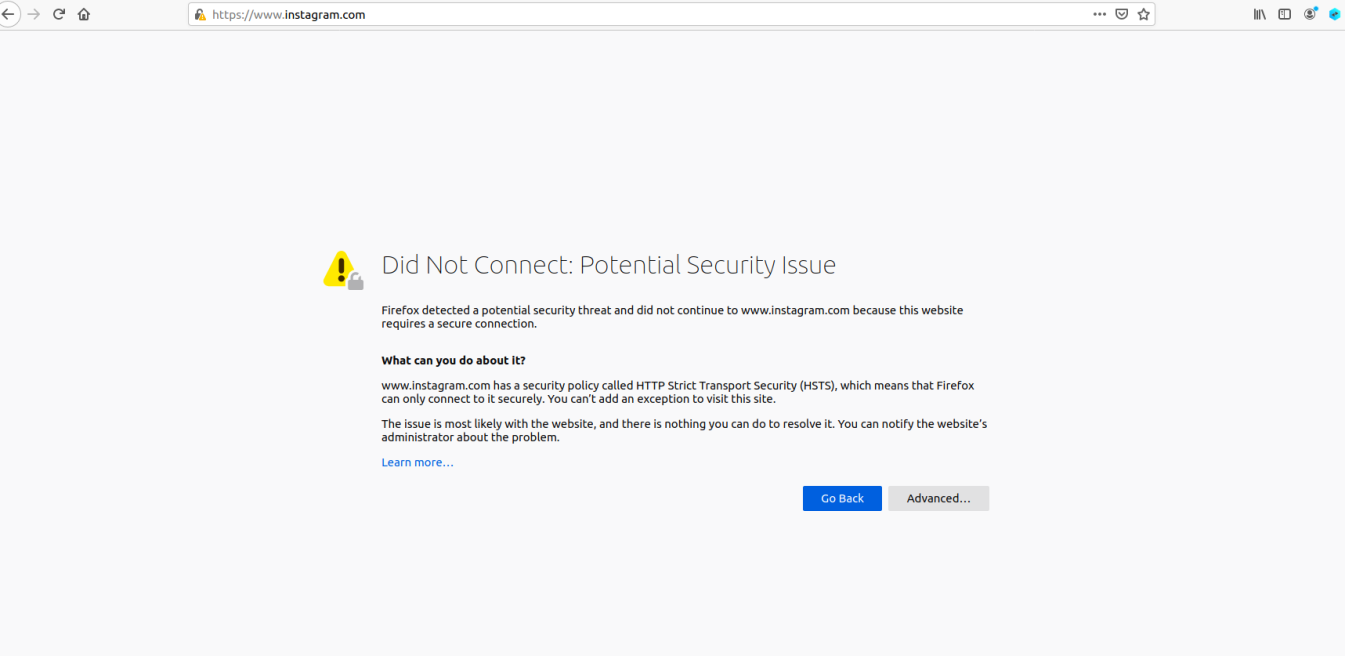 https://www.instagram.com
Did Not Connect: Potential Security Issue
Firefox detected a potential security threat and did not continue to www.instagram.com because this website
requires a secure connection.
What can you do about it?
www.instagram.com has a security policy called HTTP Strict Transport Security (HSTS), which means that Firefox
can only connect to it securely. You can’t add an exception to visit this site.
The issue is most likely with the website, and there is nothing you can do to resolve it. You can notify the website’s
administrator about the problem.
Learn more…
Go Back Advanced…